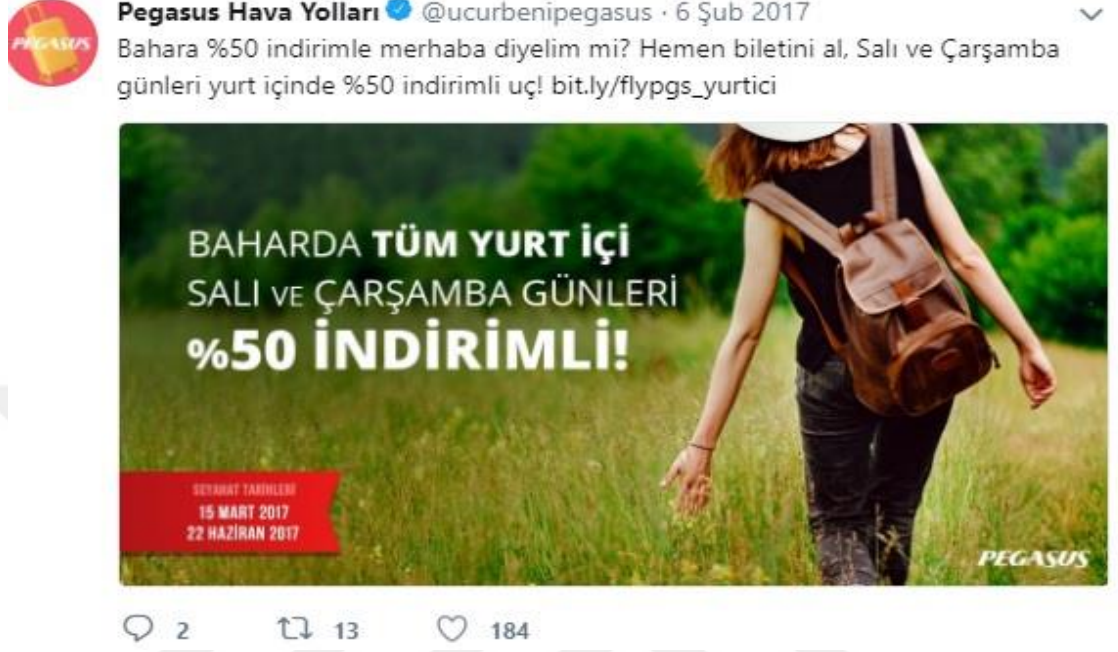 Pegasus Hava Yolları @ucurbenipegasus · 6 Şub 2017
Bahara %50 indirimle merhaba diyelim mi? Hemen biletini al, Salı ve Çarşamba
günleri yurt içinde %50 indirimli uç! bit.ly/flypgs_yurtici
PEGASUS
BAHARDA TÜM YURT İÇİ
SALI VE ÇARŞAMBA GÜNLERİ
%50 İNDİRİMLİ!
SEYAHAT TARİHLERİ
15 MART 2017
22 HAZİRAN 2017
PEGASUS
2 13 184